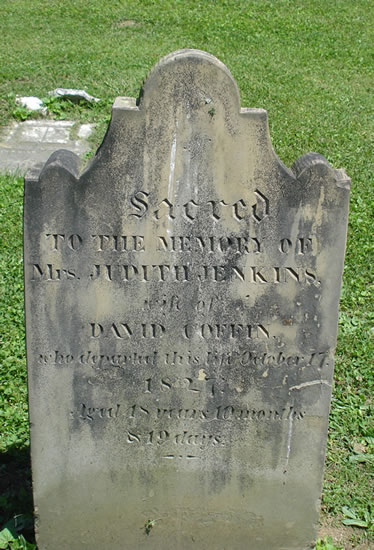 Sacred
TO THE MEMORY OF
Mrs. JUDITH JENKINS,
wife of
DAVID COFFIN,
who departed this life October 17.
1827.
Aged 48 years 10 months
& 19 days.